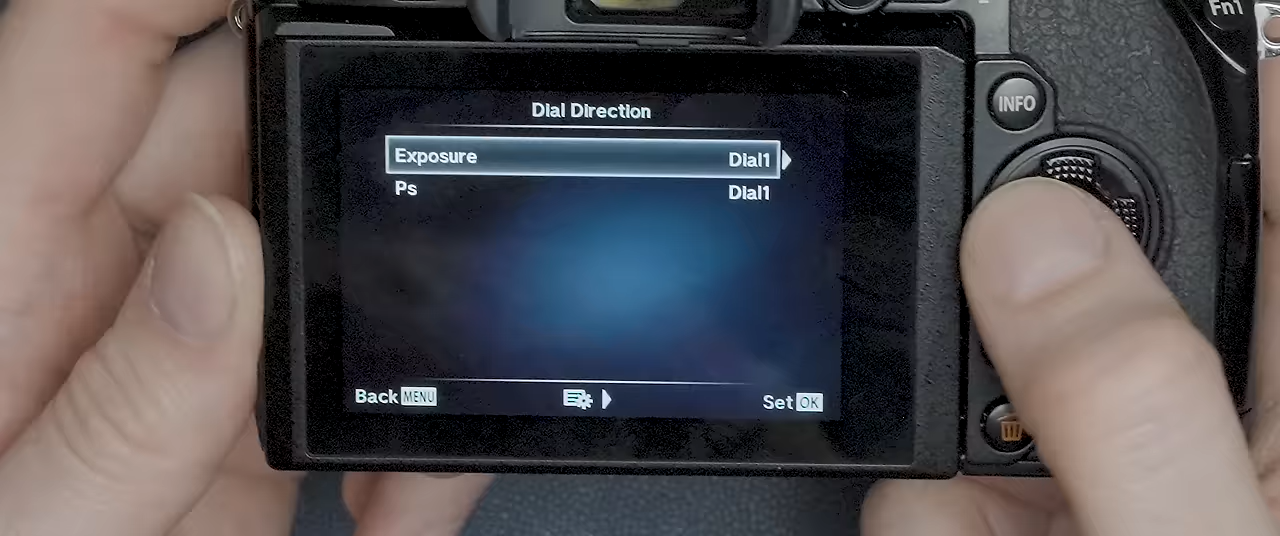 Fn1
Dial Direction
INFO
Exposure Dial1
Ps Dial1
Back MENU Set OK